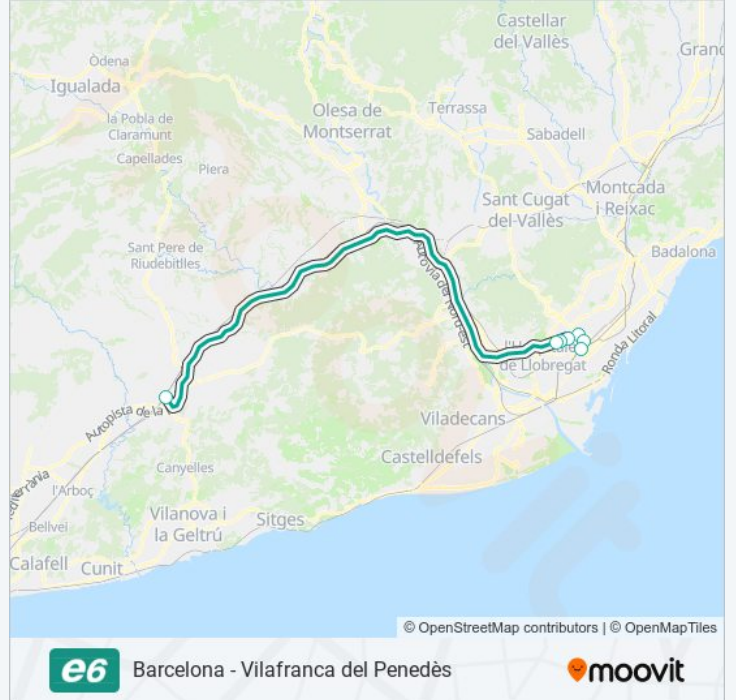 Castellar
del Vallès
Grand
Òdena
Igualada
Olesa de
Montserrat
Terrassa
la Pobla de
Claramunt
Sabadell
Capellades
Piera
Montcada
i Reixac
Sant Cugat
del Vallès
Sant Pere de
Riudebitlles
Badalona
Autovia del Nord-est
Ronda Litoral
de Llobregat
Autopista de la
Viladecans
Castelldefels
Canyelles
l'Arboç
Bellvei
Vilanova i
la Geltrú
Sitges
Calafell
Cunit
© OpenStreetMap contributors | © OpenMapTiles
e6
Barcelona - Vilafranca del Penedès
moovit